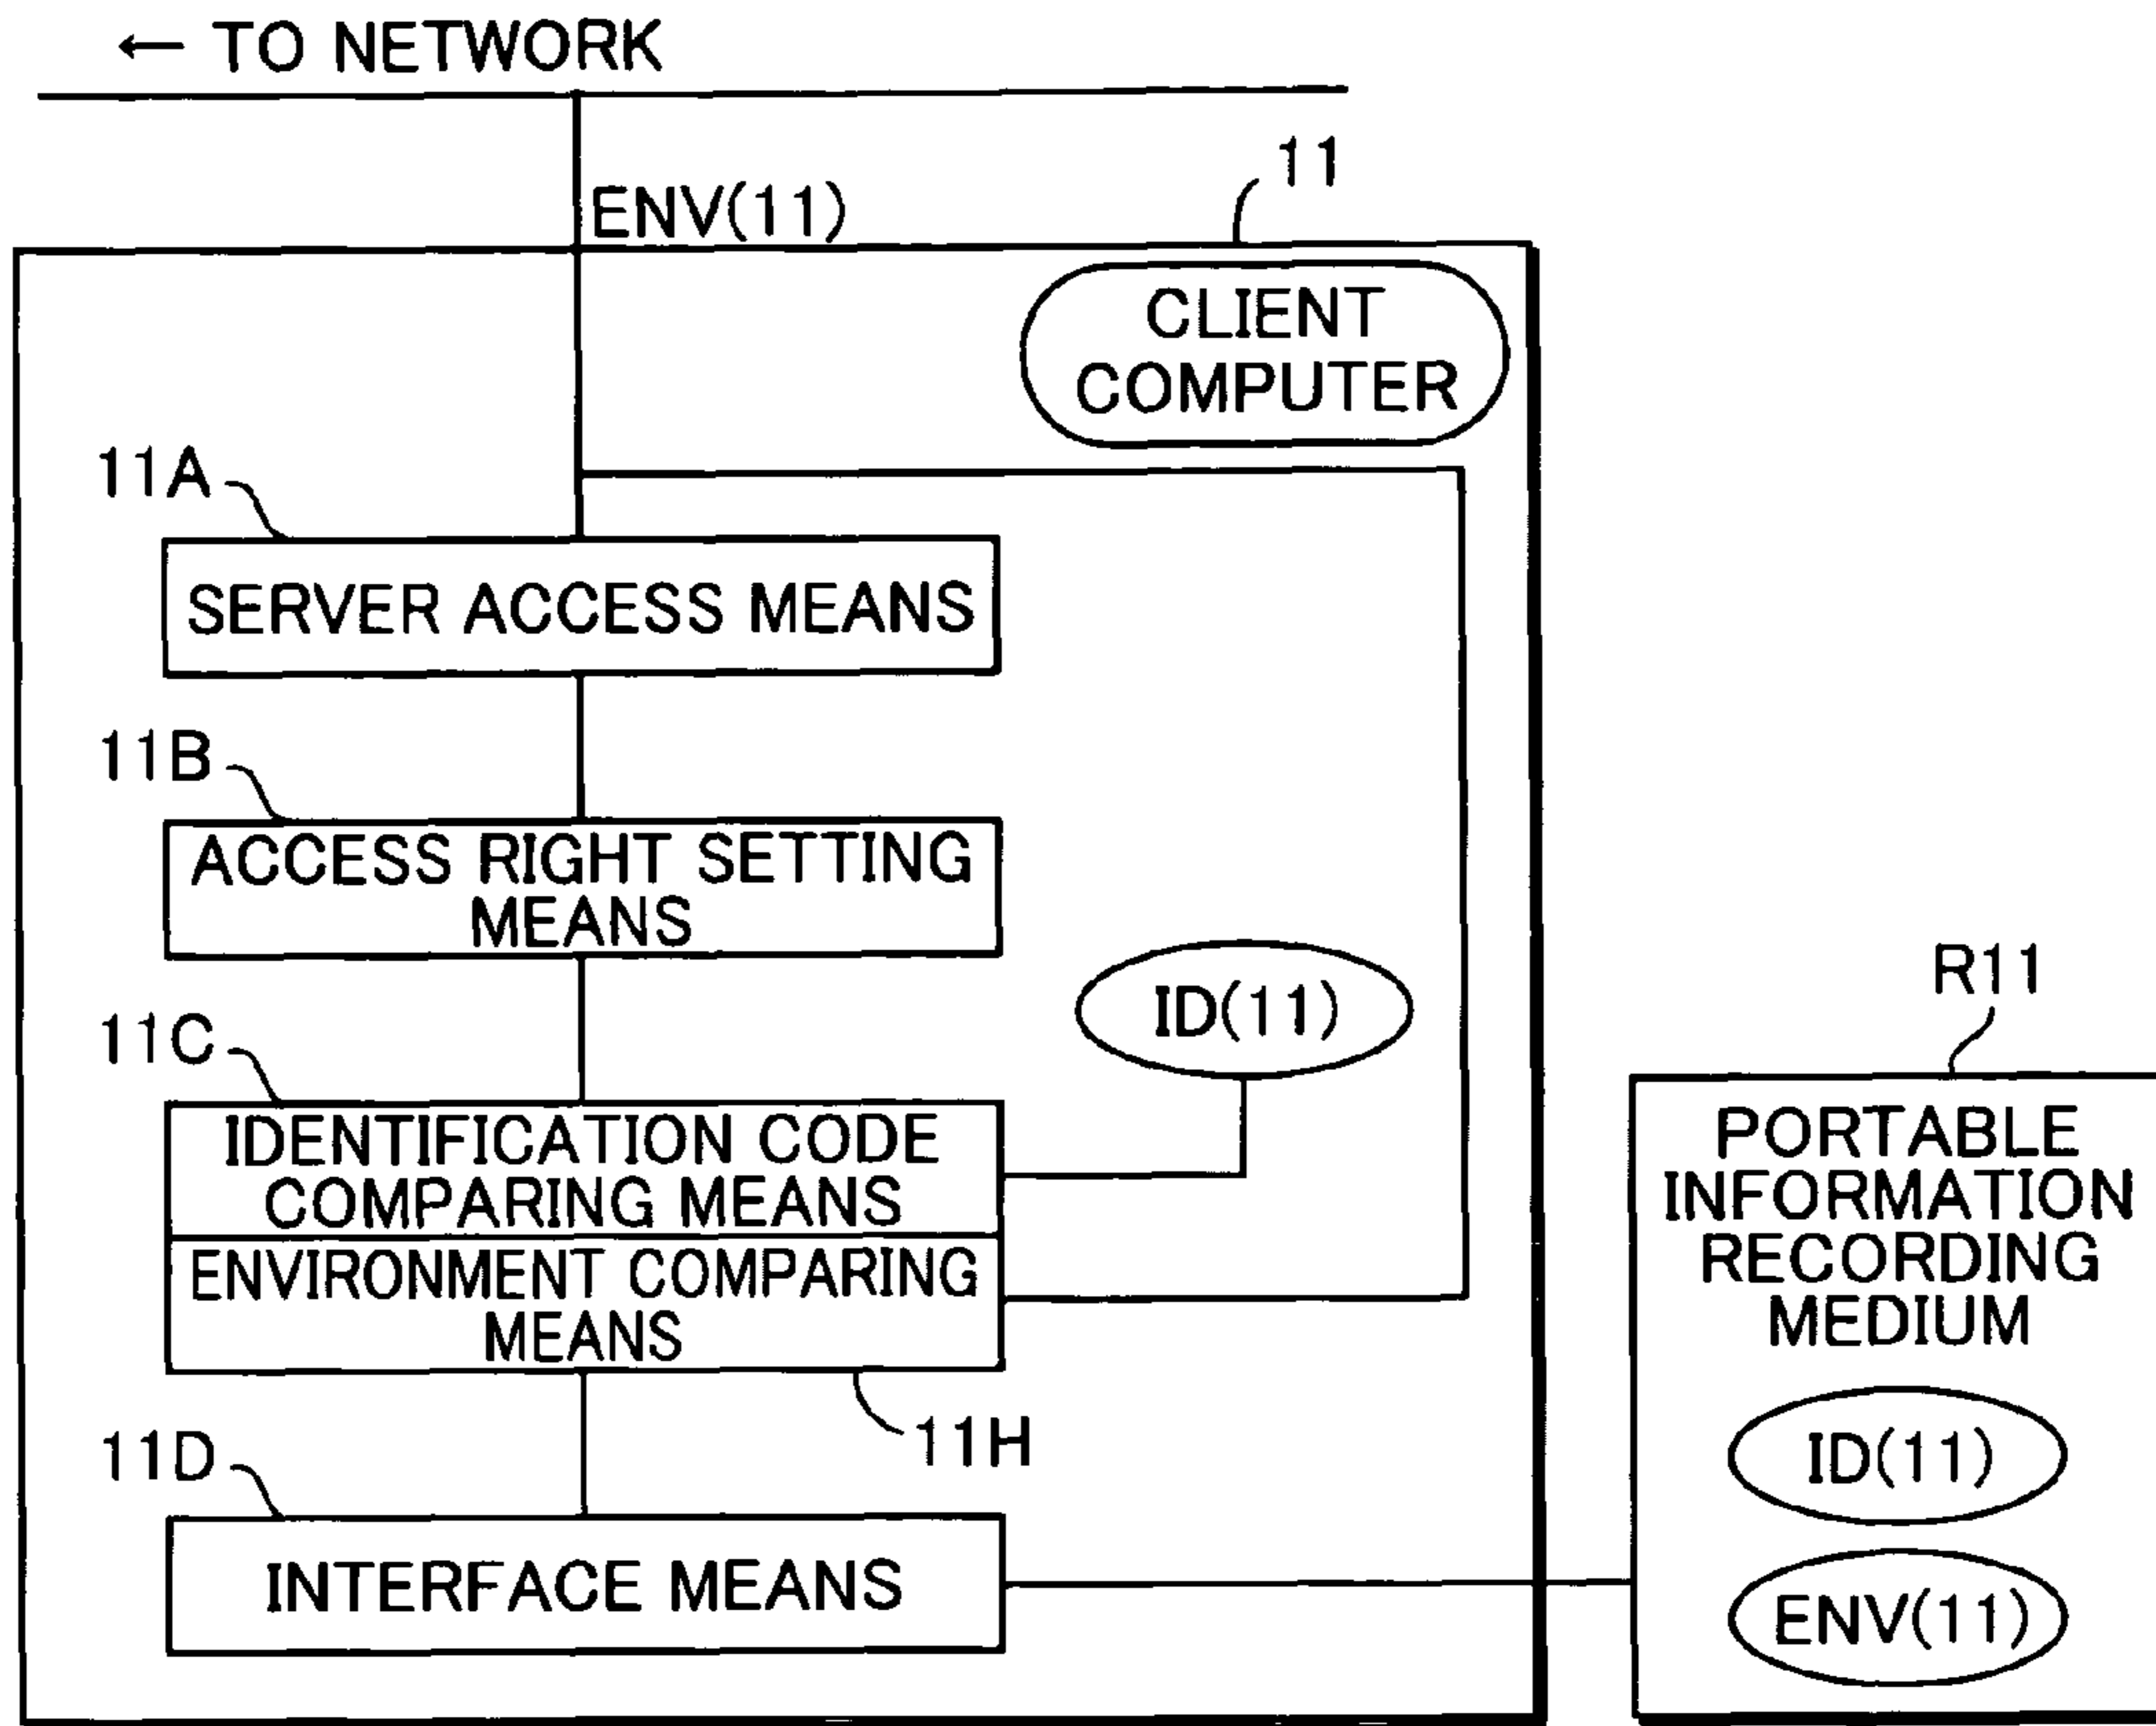 ← TO NETWORK
ENV(11)
11
CLIENT
COMPUTER
11A
SERVER ACCESS MEANS
11B
ACCESS RIGHT SETTING
MEANS
ID(11)
11C
IDENTIFICATION CODE
COMPARING MEANS
ENVIRONMENT COMPARING
MEANS
11H
11D
INTERFACE MEANS
R11
PORTABLE
INFORMATION
RECORDING
MEDIUM
ID(11)
ENV(11)